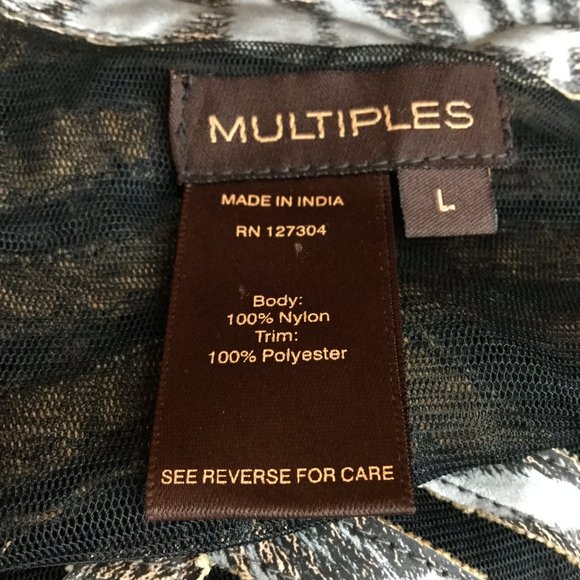 MULTIPLES
L
MADE IN INDIA
RN 127304
Body:
100% Nylon
Trim:
100% Polyester
SEE REVERSE FOR CARE